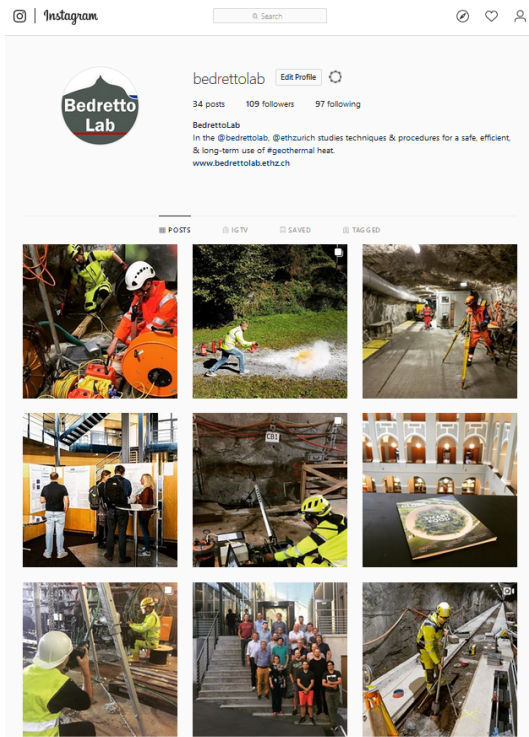 Instagram
Search
bedrettolab Edit Profile
34 posts 109 followers 97 following
BedrettoLab
In the @bedrettolab, @ethzurich studies techniques & procedures for a safe, efficient,
& long-term use of #geothermal heat.
www.bedrettolab.ethz.ch
Bedretto
Lab
POSTS IGTV SAVED TAGGED
CB1